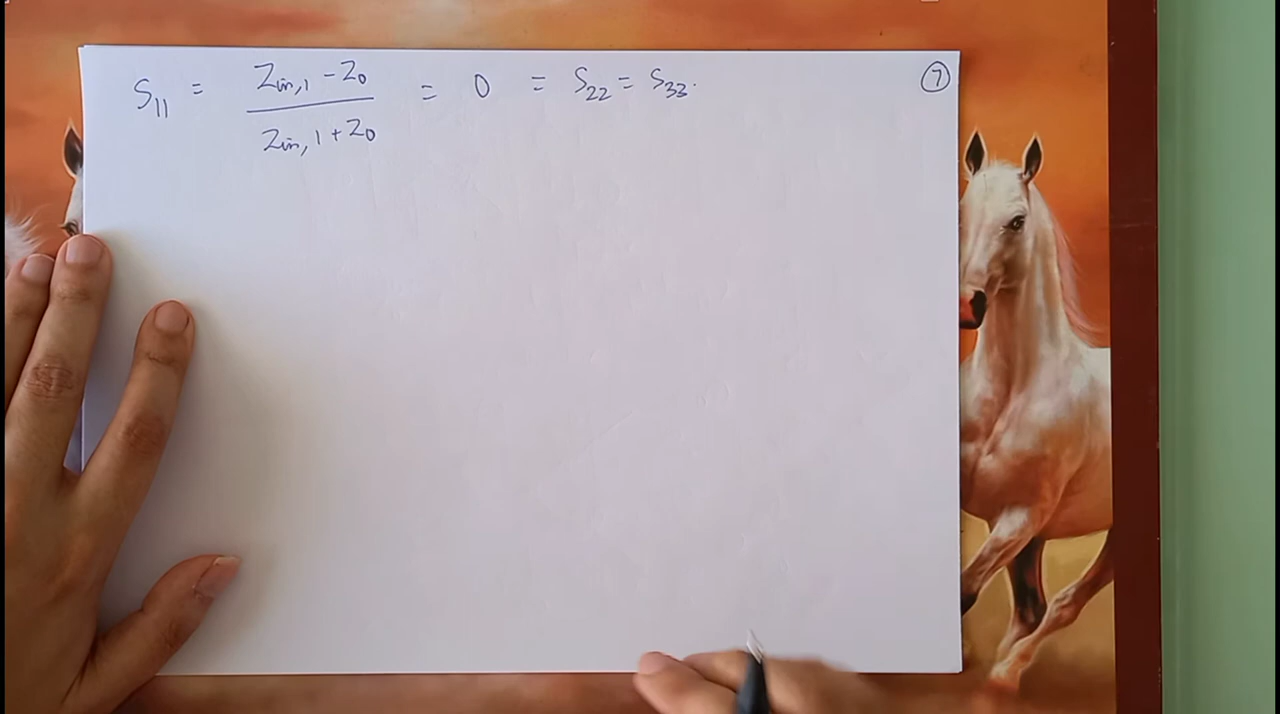 S11 = (Zin,1 - Z0) / (Zin,1 + Z0) = 0 = S22 = S33.
7